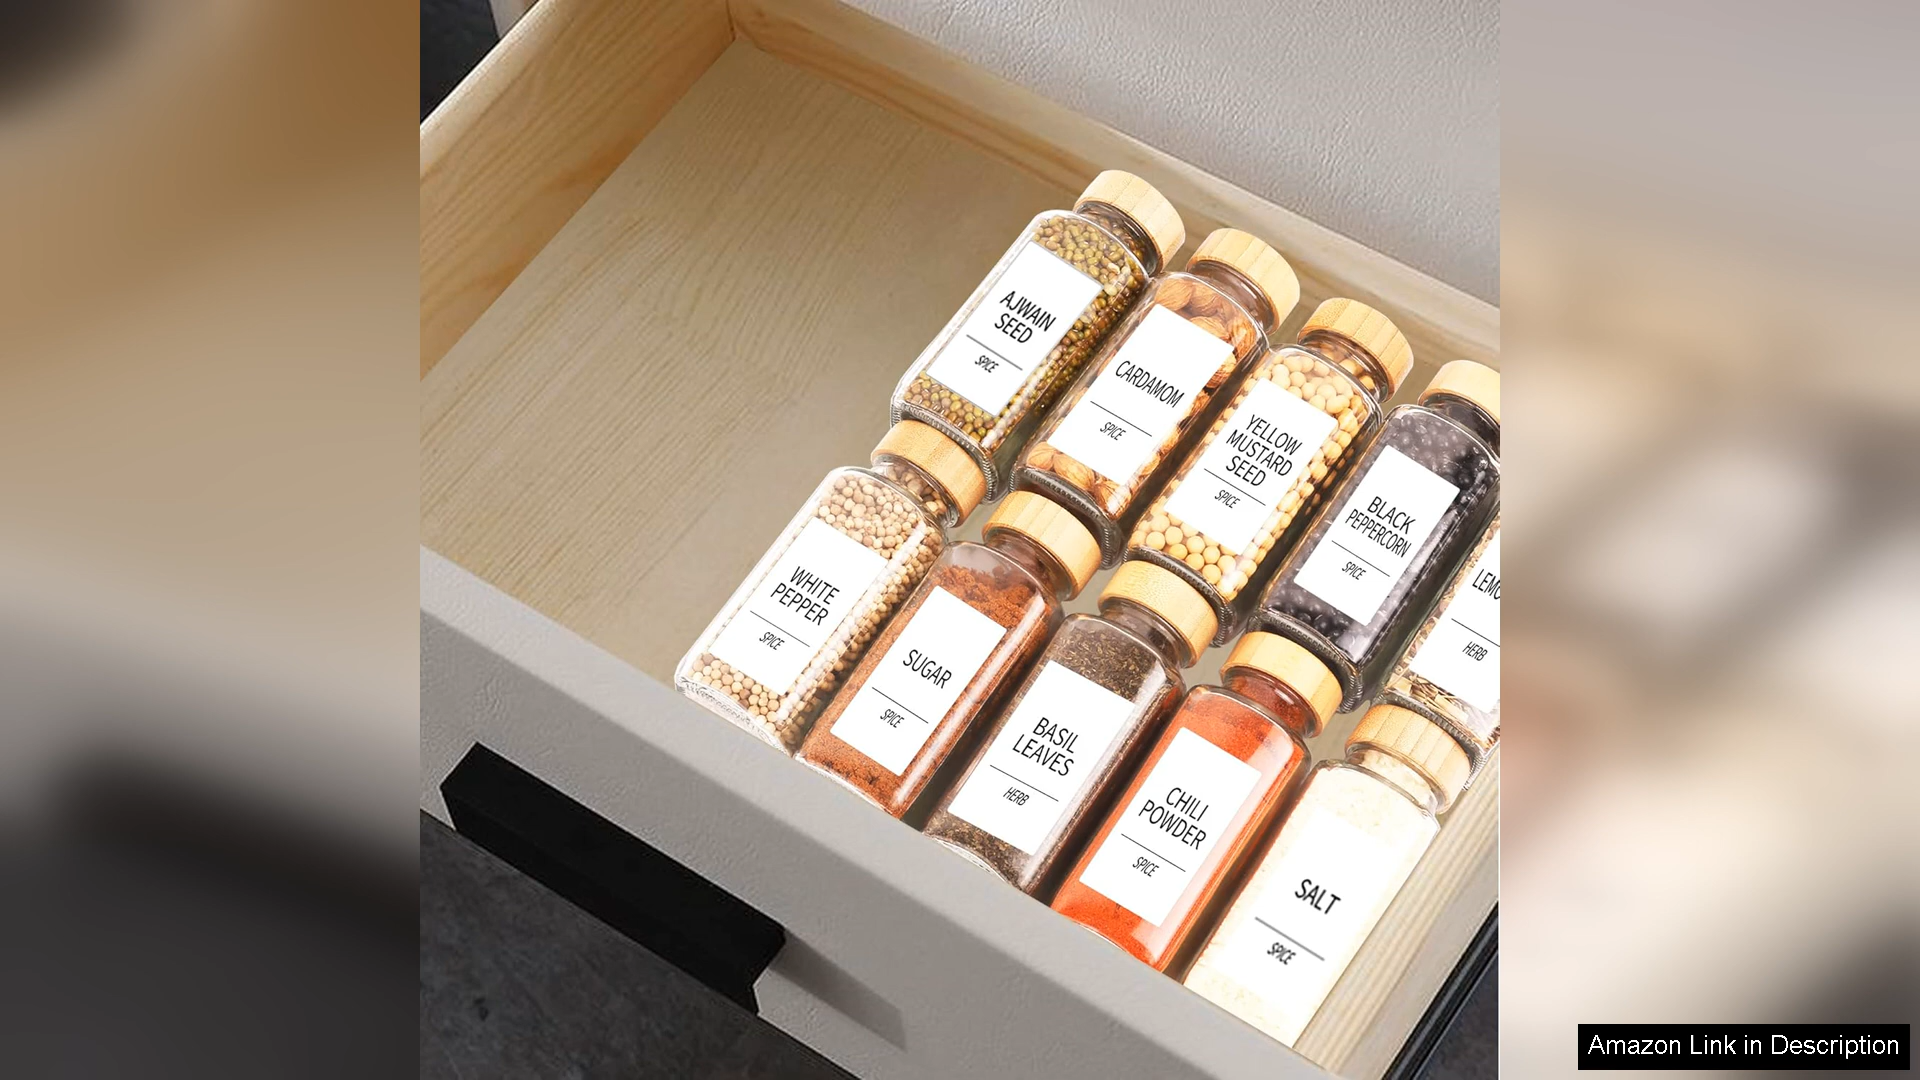 AJWAIN
SEED
SPICE
CARDAMOM
SPICE
YELLOW
MUSTARD
SEED
SPICE
BLACK
PEPPERCORN
SPICE
HERB
WHITE
PEPPER
SPICE
SUGAR
SPICE
BASIL
LEAVES
HERB
CHILI
POWDER
SPICE
SALT
SPICE
Amazon Link in Description